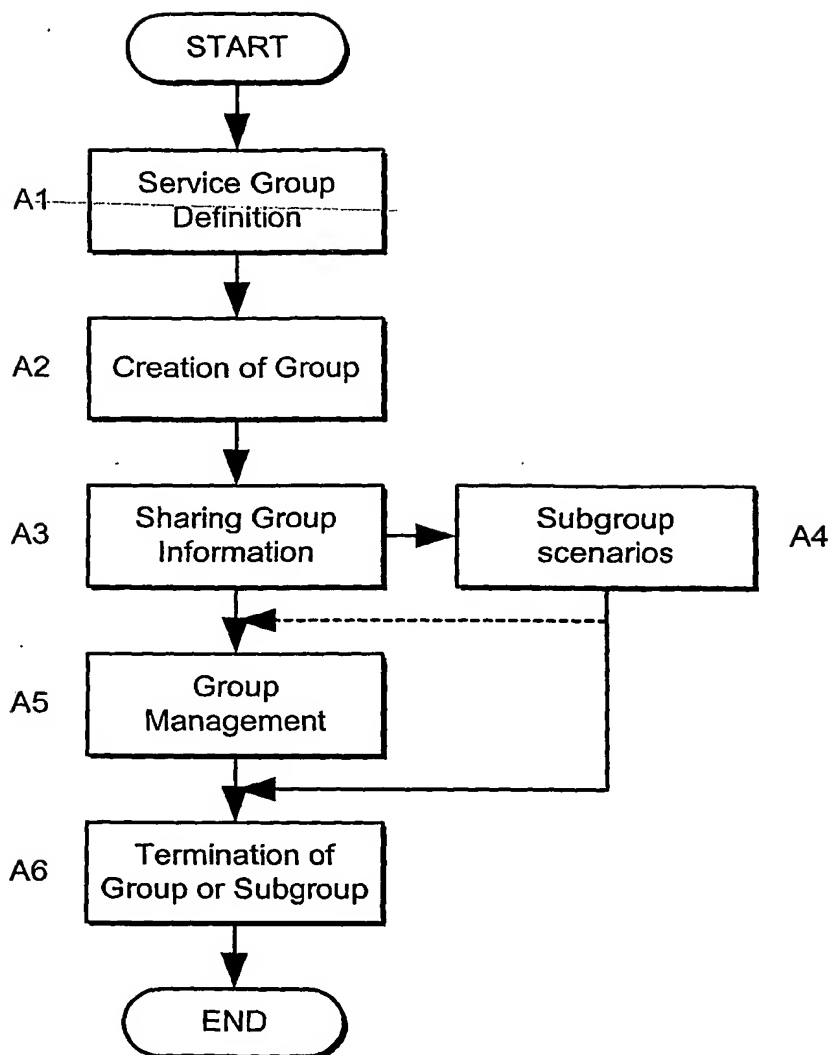 START
A1
Service Group
Definition
A2
Creation of Group
A3
Sharing Group
Information
Subgroup
scenarios
A4
A5
Group
Management
A6
Termination of
Group or Subgroup
END